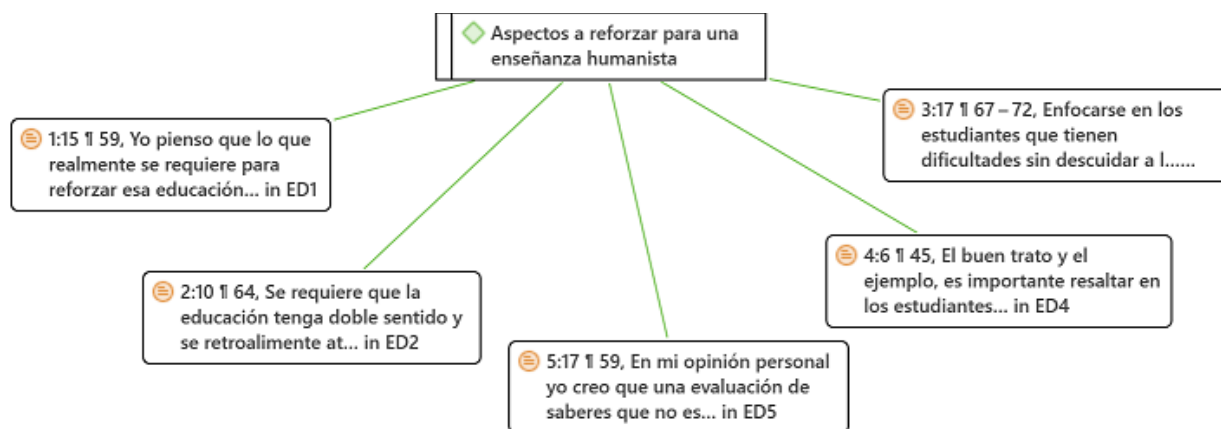 Aspectos a reforzar para una
enseñanza humanista
1:15 ¶ 59, Yo pienso que lo que
realmente se requiere para
reforzar esa educación... in ED1
2:10 ¶ 64, Se requiere que la
educación tenga doble sentido y
se retroalimente at... in ED2
5:17 ¶ 59, En mi opinión personal
yo creo que una evaluación de
saberes que no es... in ED5
4:6 ¶ 45, El buen trato y el
ejemplo, es importante resaltar en
los estudiantes... in ED4
3:17 ¶ 67 – 72, Enfocarse en los
estudiantes que tienen
dificultades sin descuidar a l......